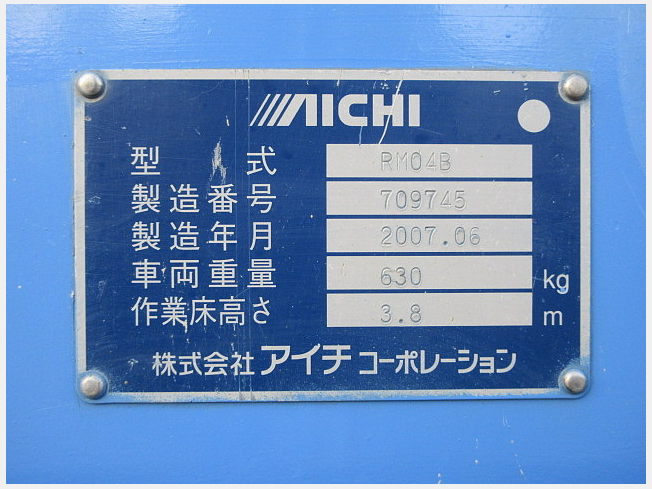 AICHI
型式 RM04B
製造番号 709745
製造年月 2007.06
車両重量 630 kg
作業床高さ 3.8 m
株式会社 アイチ コーポレーション